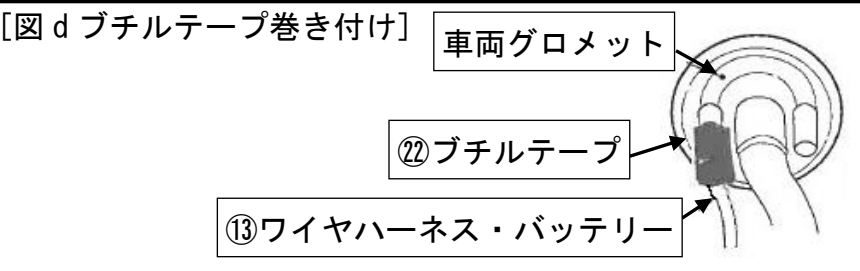 [図dブチルテープ巻き付け]
車両グロメット
㉒ブチルテープ
⑬ワイヤハーネス・バッテリー